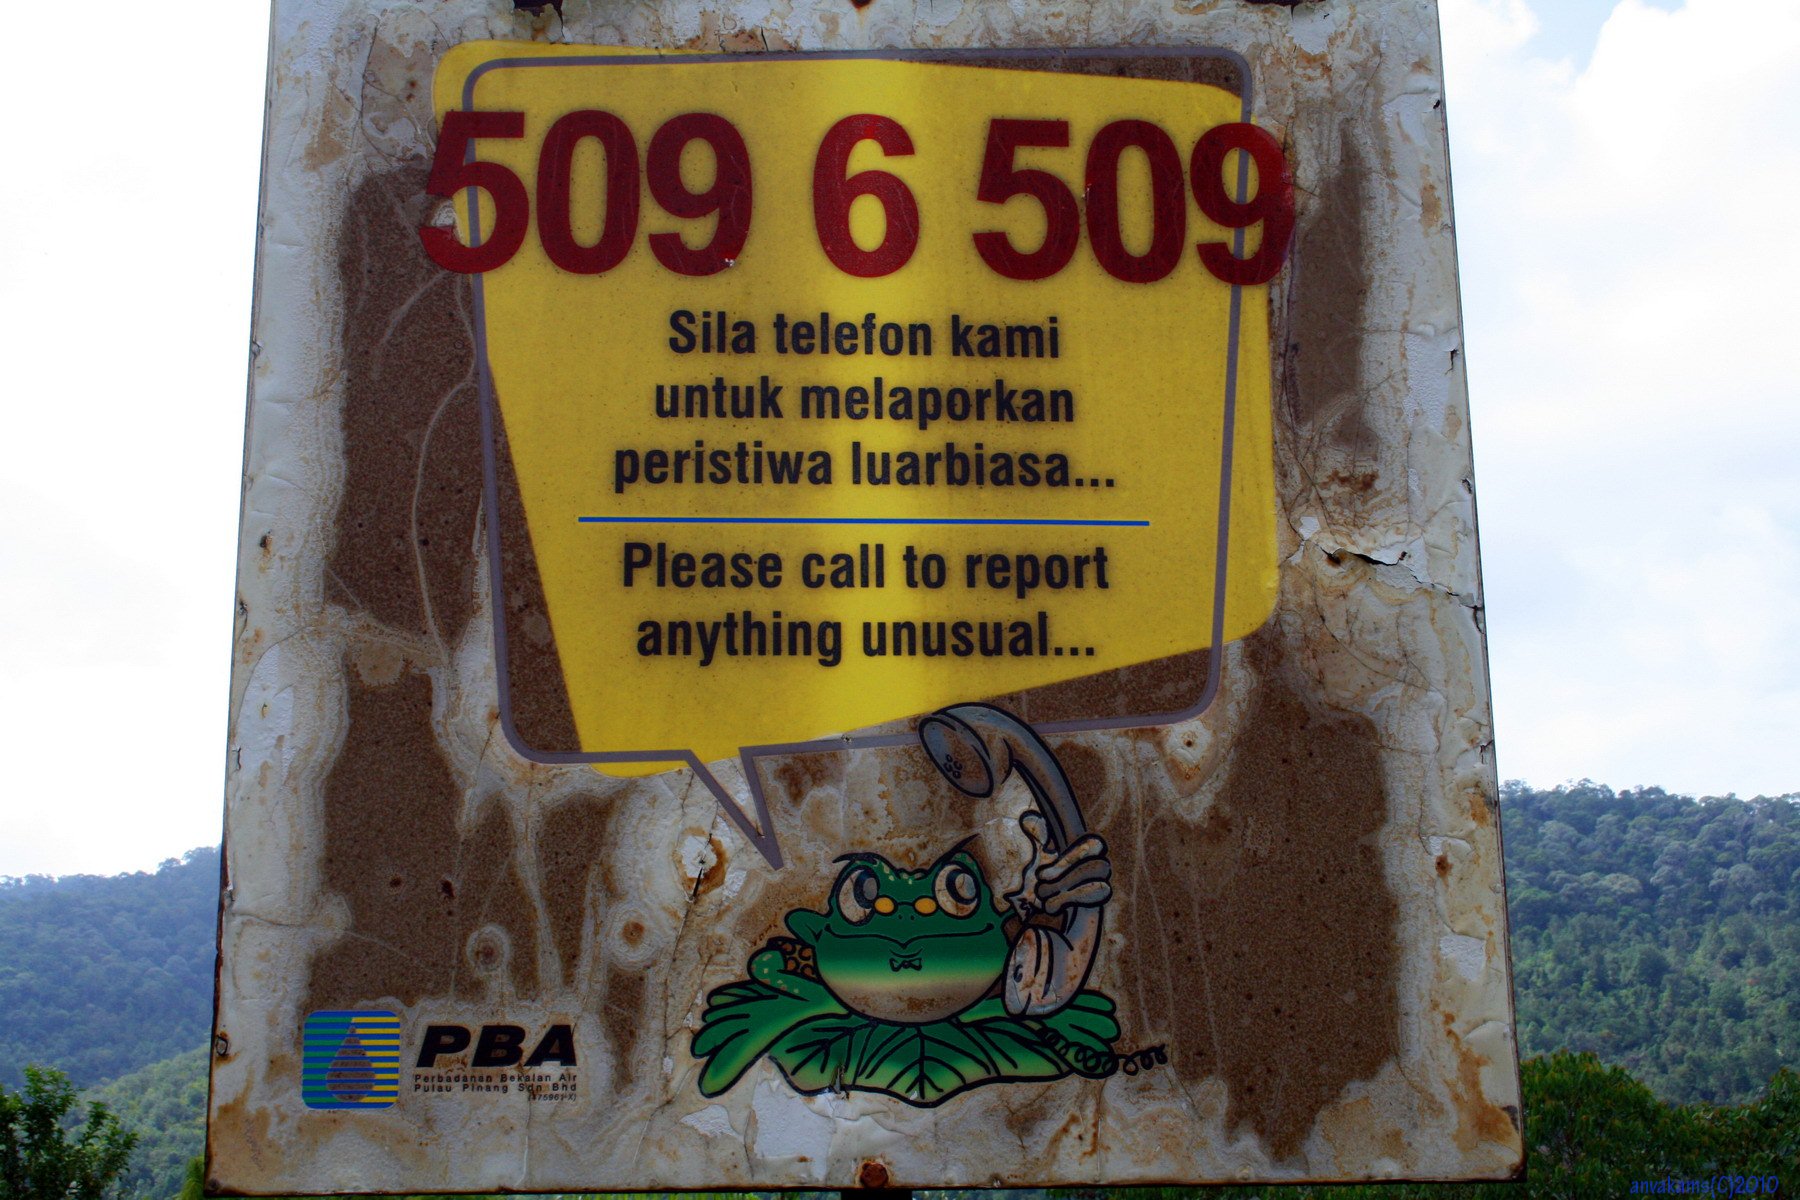 509 6 509
Sila telefon kami
untuk melaporkan
peristiwa luarbiasa...
Please call to report
anything unusual...
PBA
Perbadanan Bekalan Air
Pulau Pinang Sdn Bhd
(475961-X)
anvakams(C)2010